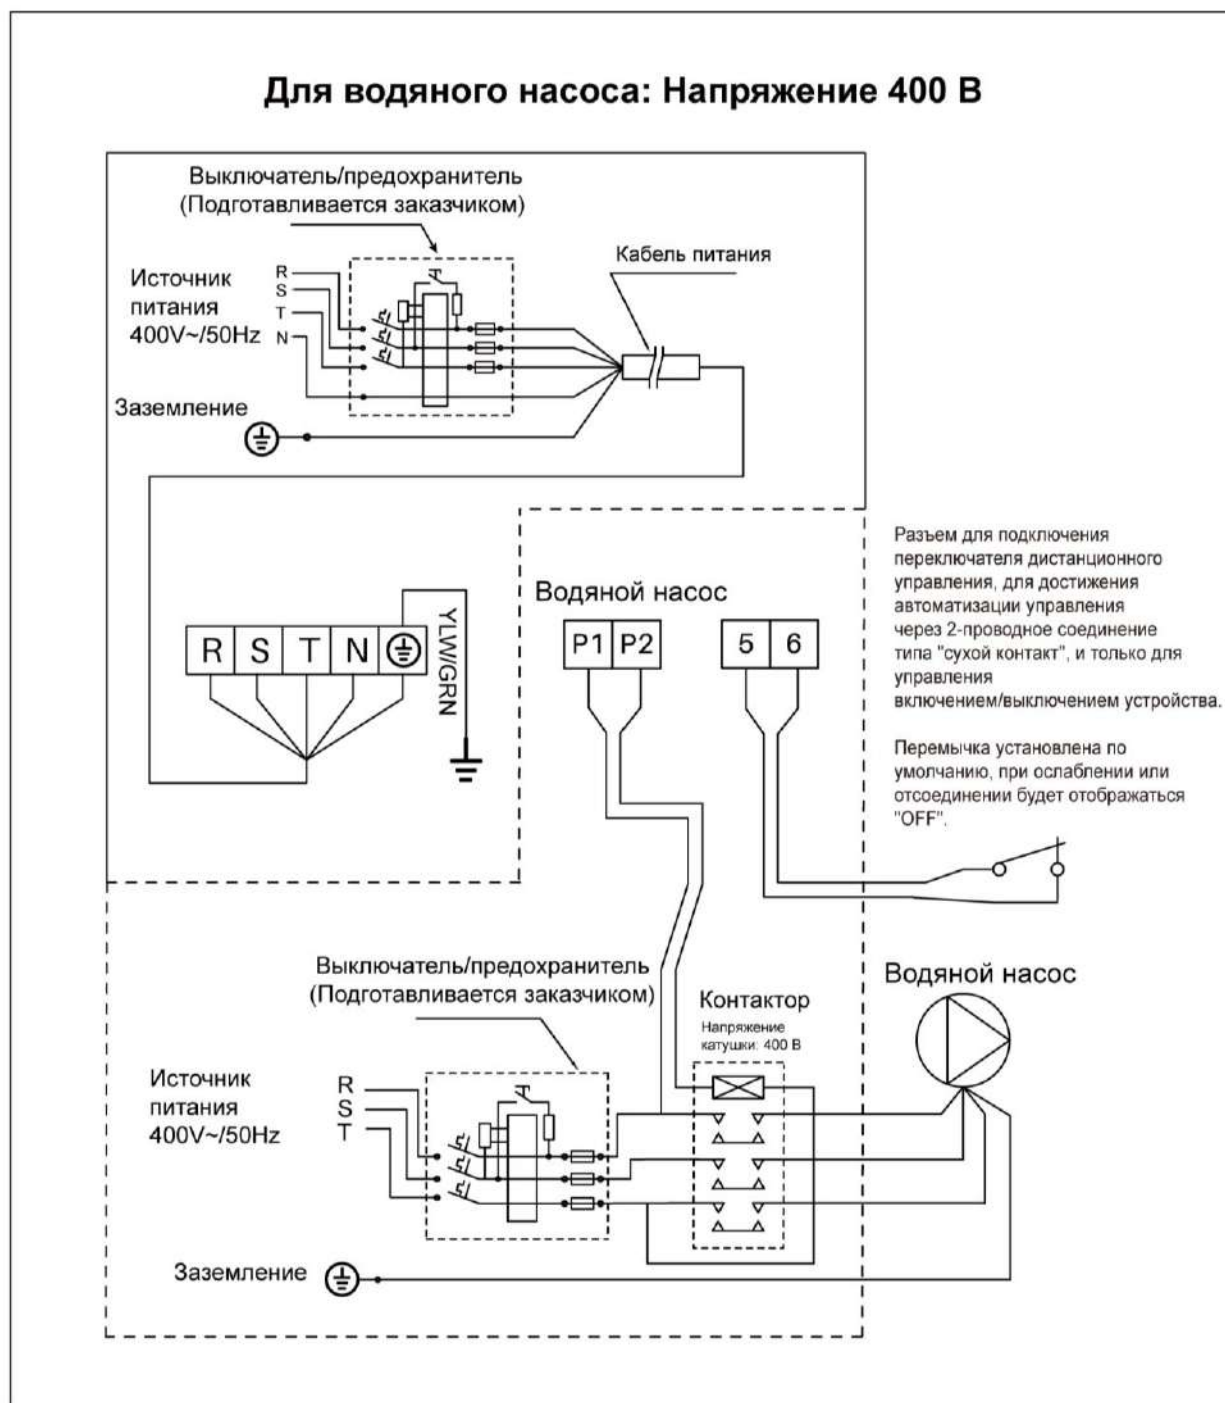 Для водяного насоса: Напряжение 400 В
Выключатель/предохранитель
(Подготавливается заказчиком)
Кабель питания
Источник
питания
400V~/50Hz
R
S
T
N
Заземление
Разъем для подключения
переключателя дистанционного
управления, для достижения
автоматизации управления
через 2-проводное соединение
типа "сухой контакт", и только для
управления
включением/выключением устройства.
Перемычка установлена по
умолчанию, при ослаблении или
отсоединении будет отображаться
"OFF".
Водяной насос
P1 P2
5 6
R S T N
YLW/GRN
Выключатель/предохранитель
(Подготавливается заказчиком)
Контактор
Напряжение
катушки: 400 В
Водяной насос
Источник
питания
400V~/50Hz
R
S
T
Заземление